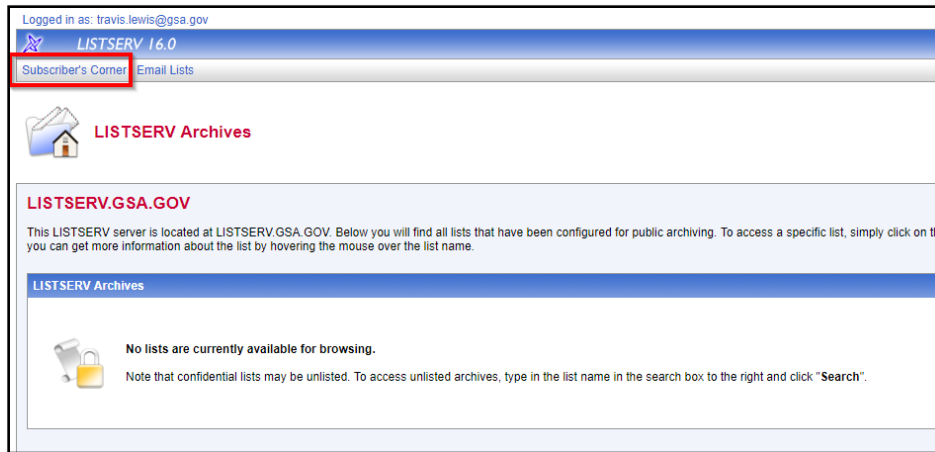 Logged in as: travis.lewis@gsa.gov
LISTSERV 16.0
Subscriber's Corner Email Lists
LISTSERV Archives
LISTSERV.GSA.GOV
This LISTSERV server is located at LISTSERV.GSA.GOV. Below you will find all lists that have been configured for public archiving. To access a specific list, simply click on
you can get more information about the list by hovering the mouse over the list name.
LISTSERV Archives
No lists are currently available for browsing.
Note that confidential lists may be unlisted. To access unlisted archives, type in the list name in the search box to the right and click "Search".